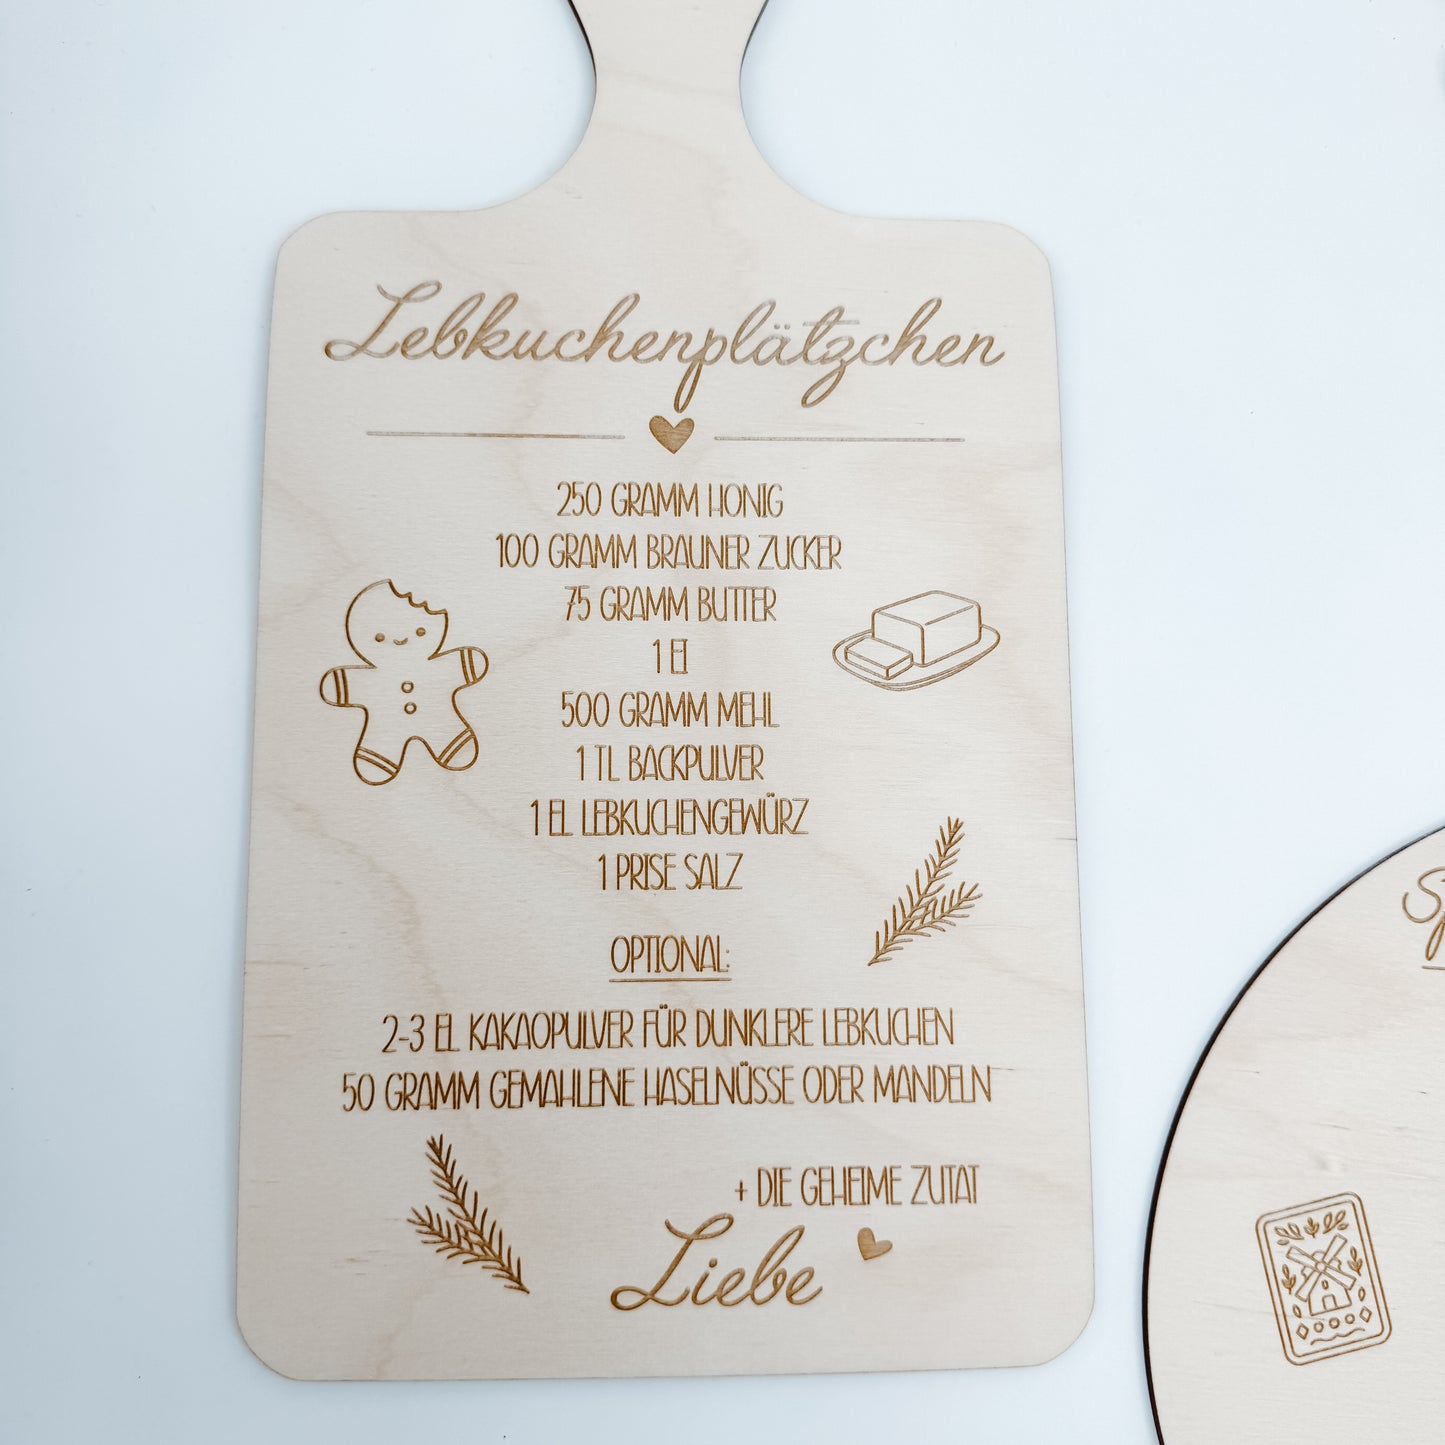 Lebkuchenplätzchen
250 GRAMM HONIG
100 GRAMM BRAUNER ZUCKER
75 GRAMM BUTTER
1 EI
500 GRAMM MEHL
1 TL BACKPULVER
1 EL LEBKUCHENGEWÜRZ
1 PRISE SALZ
OPTIONAL:
2-3 EL KAKAOPULVER FÜR DUNKLERE LEBKUCHEN
50 GRAMM GEMAHLENE HASELNÜSSE ODER MANDELN
+ DIE GEHEIME ZUTAT
Liebe